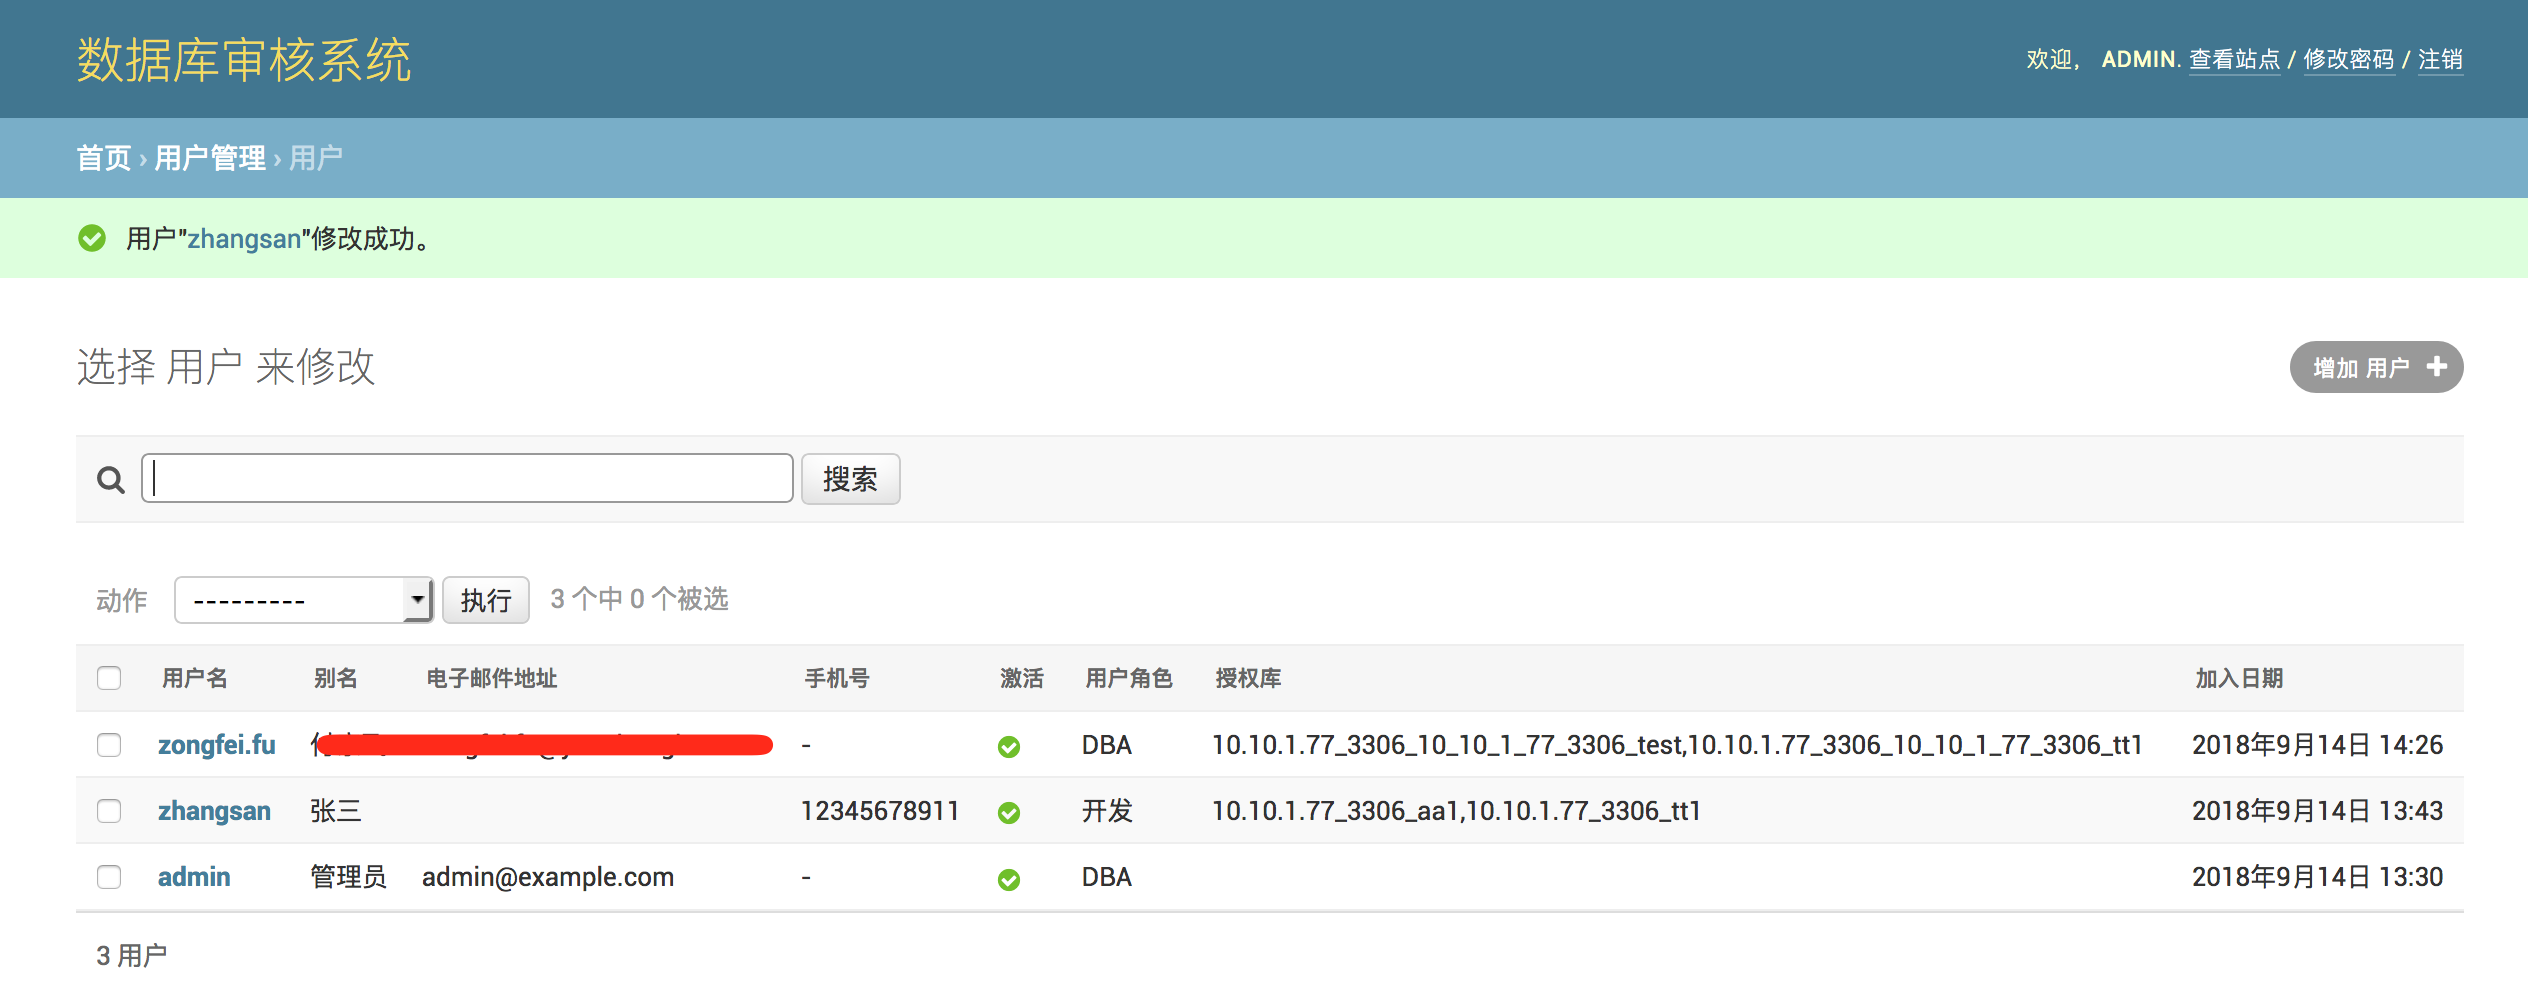 数据库审核系统
欢迎， ADMIN. 查看站点 / 修改密码 / 注销
首页 › 用户管理 › 用户
用户"zhangsan"修改成功。
选择 用户 来修改
增加 用户
搜索
动作 --------- 执行 3 个中 0 个被选
用户名 别名 电子邮件地址 手机号 激活 用户角色 授权库 加入日期
zongfei.fu - DBA 10.10.1.77_3306_10_10_1_77_3306_test,10.10.1.77_3306_10_10_1_77_3306_tt1 2018年9月14日 14:26
zhangsan 张三 12345678911 开发 10.10.1.77_3306_aa1,10.10.1.77_3306_tt1 2018年9月14日 13:43
admin 管理员 admin@example.com - DBA 2018年9月14日 13:30
3 用户